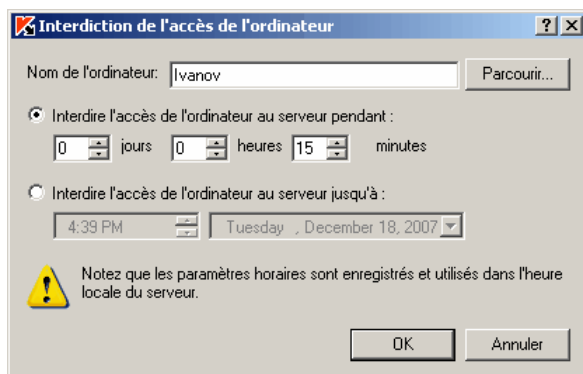 Interdiction de l'accès de l'ordinateur
Nom de l'ordinateur: Ivanov Parcourir...
Interdire l'accès de l'ordinateur au serveur pendant :
0 jours 0 heures 15 minutes
Interdire l'accès de l'ordinateur au serveur jusqu'à :
4:39 PM Tuesday , December 18, 2007
Notez que les paramètres horaires sont enregistrés et utilisés dans l'heure
locale du serveur.
OK Annuler